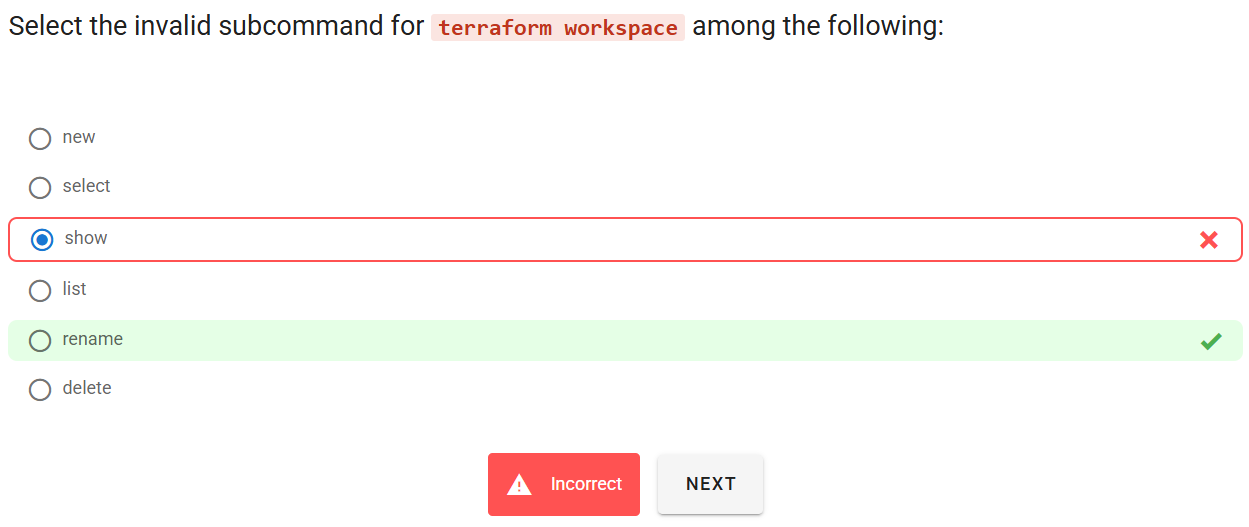 Select the invalid subcommand for terraform workspace among the following:
new
select
show
list
rename
delete
Incorrect
NEXT